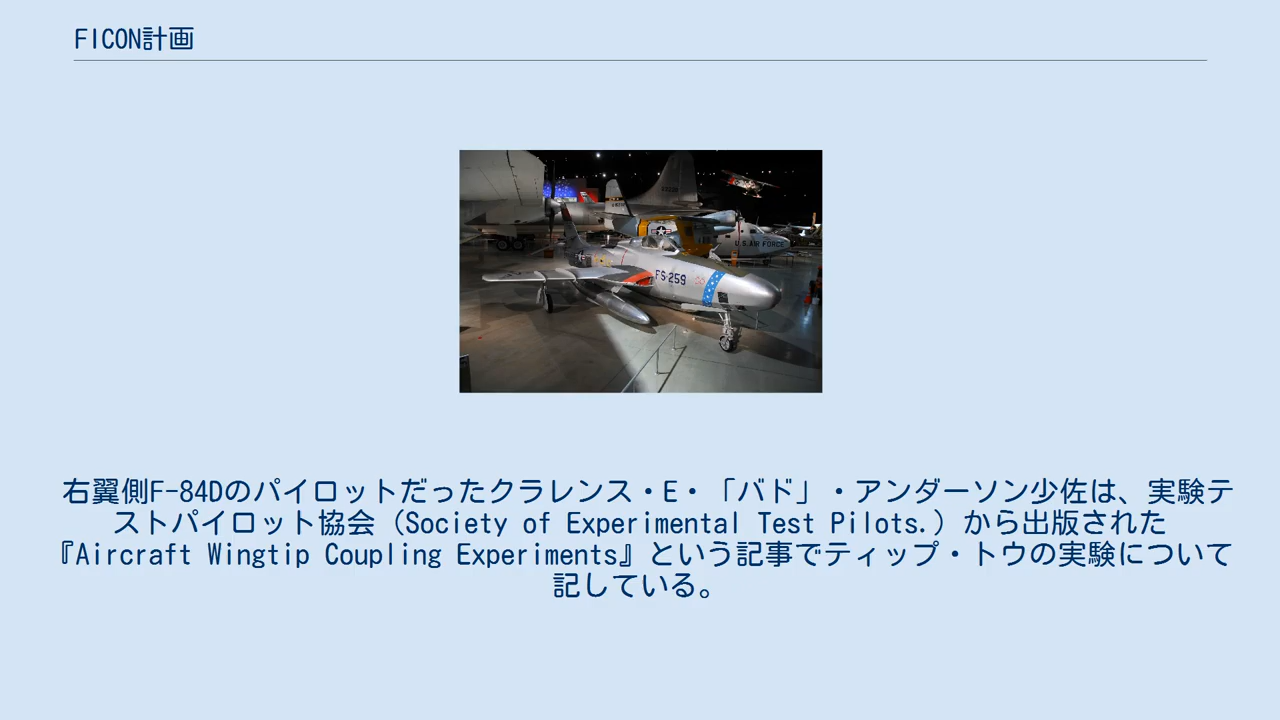 FICON計画
FS-259
U.S. AIR FORCE
右翼側F-84Dのパイロットだったクラレンス・E・「バド」・アンダーソン少佐は、実験テ
ストパイロット協会（Society of Experimental Test Pilots.）から出版された
『Aircraft Wingtip Coupling Experiments』という記事でティップ・トウの実験について
記している。